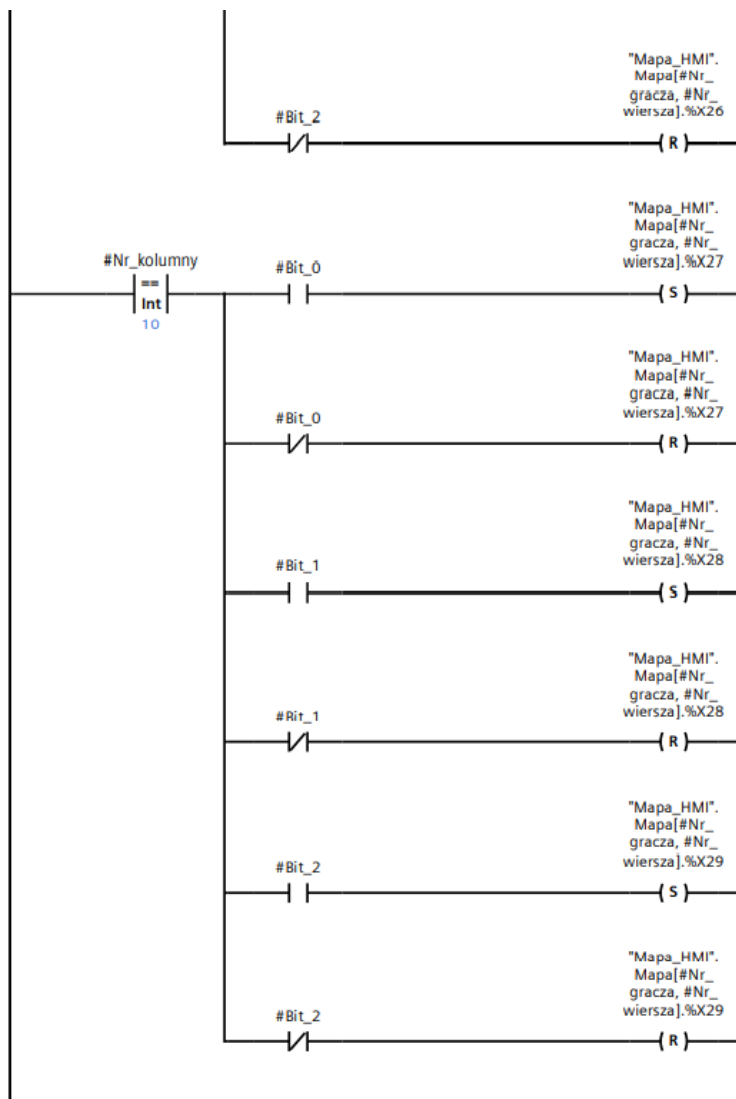 "Mapa_HMI".
Mapa[#Nr_
gracza, #Nr_
wiersza].%X26
#Bit_2
R
"Mapa_HMI".
Mapa[#Nr_
gracza, #Nr_
wiersza].%X27
#Nr_kolumny
#Bit_0
==
Int
S
10
"Mapa_HMI".
Mapa[#Nr_
gracza, #Nr_
wiersza].%X27
#Bit_0
R
"Mapa_HMI".
Mapa[#Nr_
gracza, #Nr_
wiersza].%X28
#Bit_1
S
"Mapa_HMI".
Mapa[#Nr_
gracza, #Nr_
wiersza].%X28
#Bit_1
R
"Mapa_HMI".
Mapa[#Nr_
gracza, #Nr_
wiersza].%X29
#Bit_2
S
"Mapa_HMI".
Mapa[#Nr_
gracza, #Nr_
wiersza].%X29
#Bit_2
R